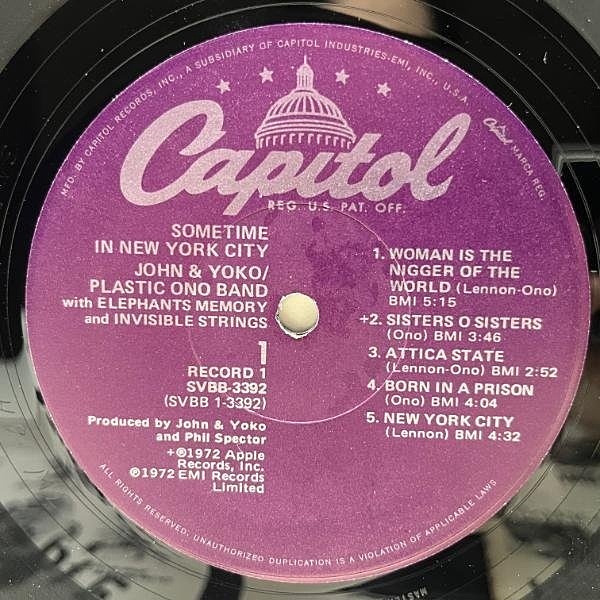 MFD. BY CAPITOL RECORDS, INC., A SUBSIDIARY OF CAPITOL INDUSTRIES-EMI, INC., U.S.A.
Capitol
REG. U.S. PAT. OFF.
Capitol MARCA REG.
SOMETIME
IN NEW YORK CITY
JOHN & YOKO/
PLASTIC ONO BAND
with ELEPHANTS MEMORY
and INVISIBLE STRINGS
1
RECORD 1
SVBB-3392
(SVBB 1-3392)
Produced by John & Yoko
and Phil Spector
+℗1972 Apple
Records, Inc.
℗1972 EMI Records
Limited
1. WOMAN IS THE
NIGGER OF THE
WORLD (Lennon-Ono)
BMI 5:15
+2. SISTERS O SISTERS
(Ono) BMI 3:46
3. ATTICA STATE
(Lennon-Ono) BMI 2:52
4. BORN IN A PRISON
(Ono) BMI 4:04
5. NEW YORK CITY
(Lennon) BMI 4:32
ALL RIGHTS RESERVED. UNAUTHORIZED DUPLICATION IS A VIOLATION OF APPLICABLE LAWS